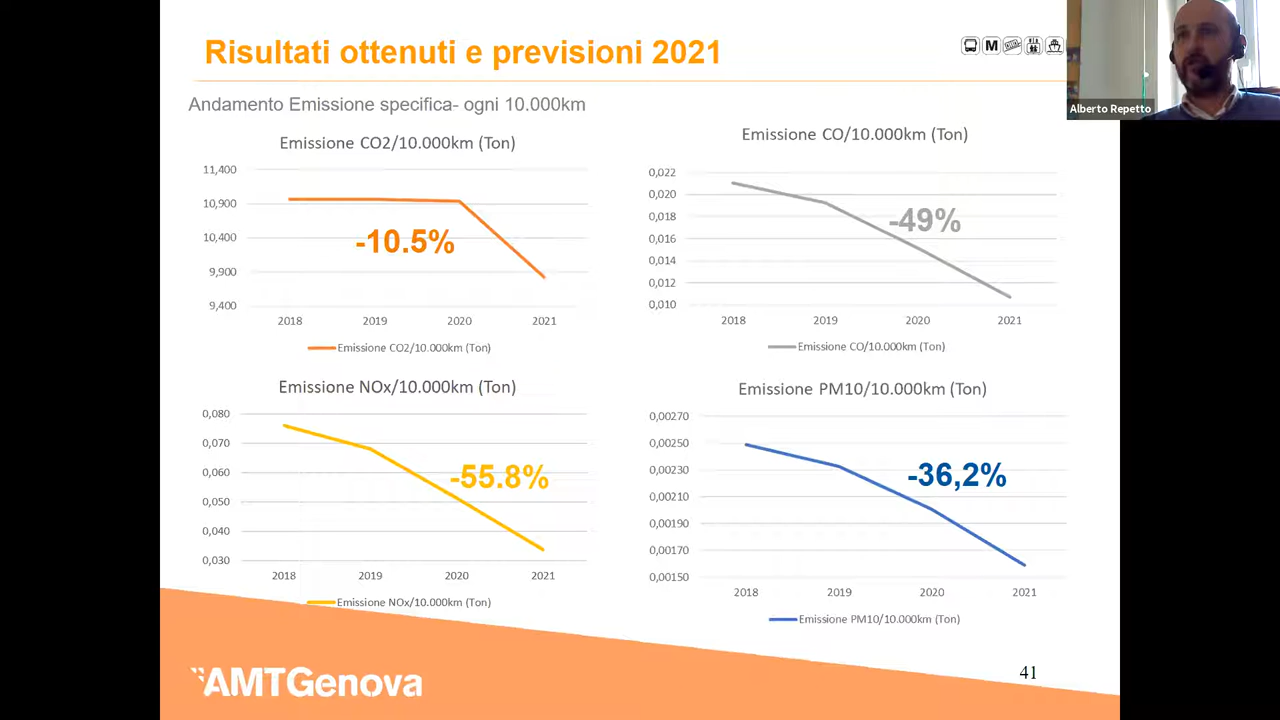 Risultati ottenuti e previsioni 2021
M
Alberto Repetto
Andamento Emissione specifica- ogni 10.000km
Emissione CO2/10.000km (Ton)
11,400
10,900
10,400
9,900
9,400
-10.5%
2018 2019 2020 2021
Emissione CO2/10.000km (Ton)
Emissione CO/10.000km (Ton)
0,022
0,020
0,018
0,016
0,014
0,012
0,010
-49%
2018 2019 2020 2021
Emissione CO/10.000km (Ton)
Emissione NOx/10.000km (Ton)
0,080
0,070
0,060
0,050
0,040
0,030
-55.8%
2018 2019 2020 2021
Emissione NOx/10.000km (Ton)
Emissione PM10/10.000km (Ton)
0,00270
0,00250
0,00230
0,00210
0,00190
0,00170
0,00150
-36,2%
2018 2019 2020 2021
Emissione PM10/10.000km (Ton)
AMTGenova
41